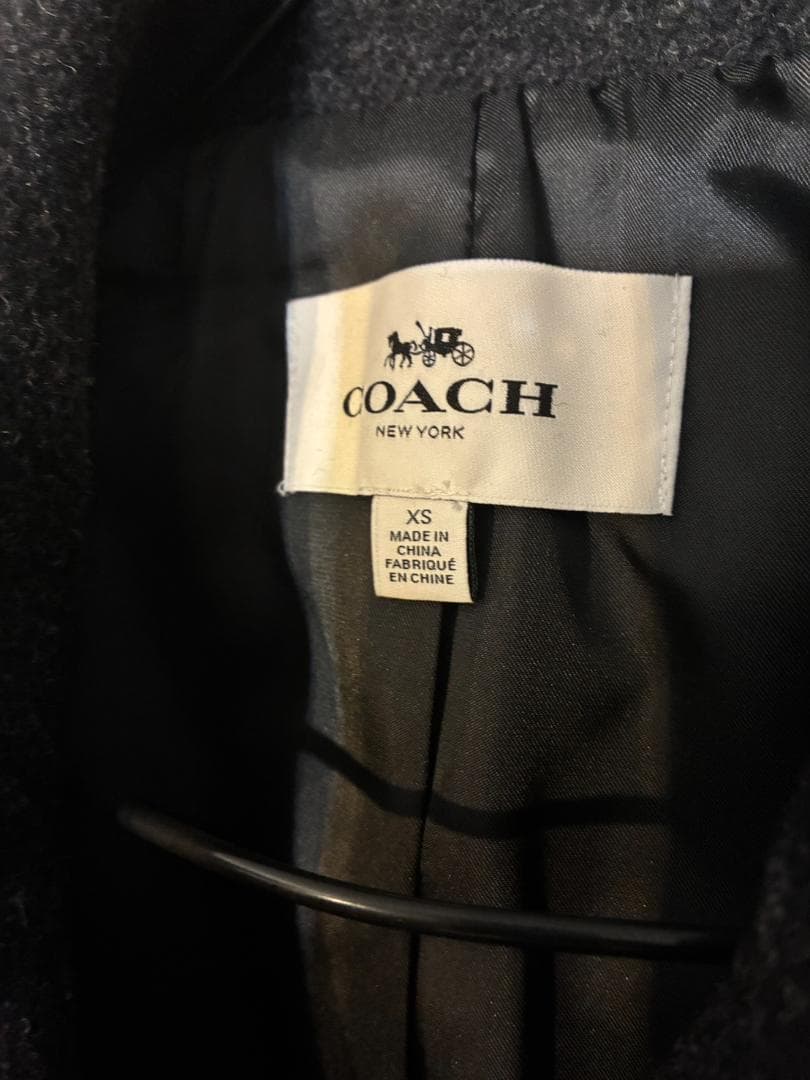 COACH
NEW YORK
XS
MADE IN
CHINA
FABRIQUÉ
EN CHINE